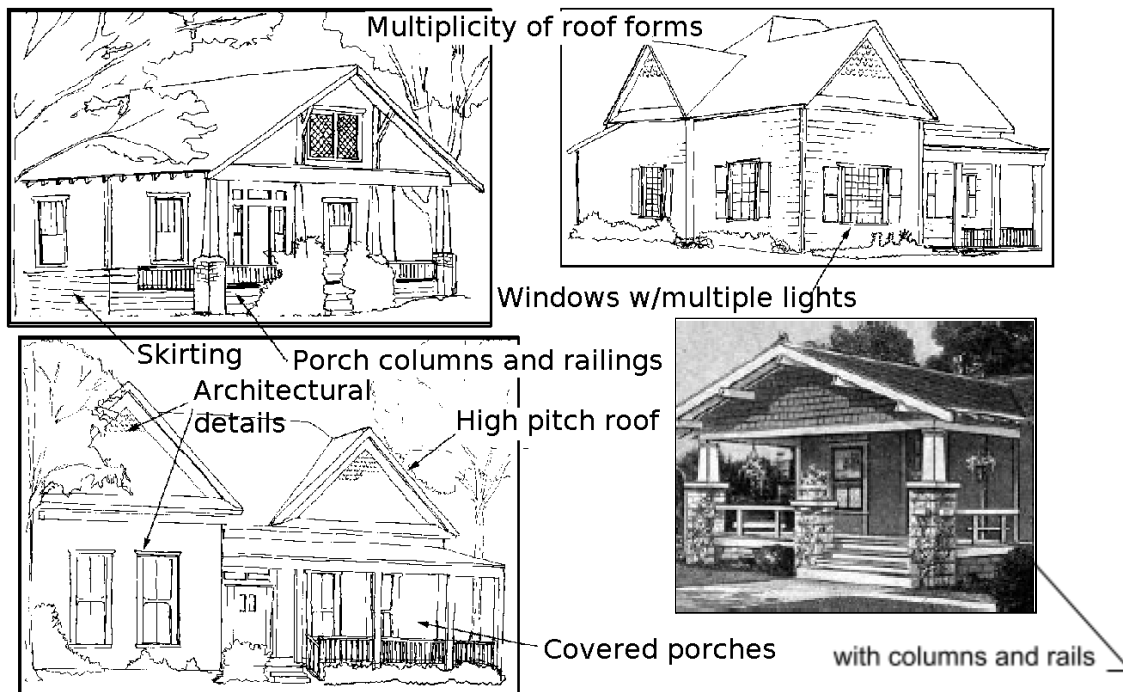 Multiplicity of roof forms
Windows w/multiple lights
Skirting
Porch columns and railings
Architectural
details
High pitch roof
Covered porches
with columns and rails